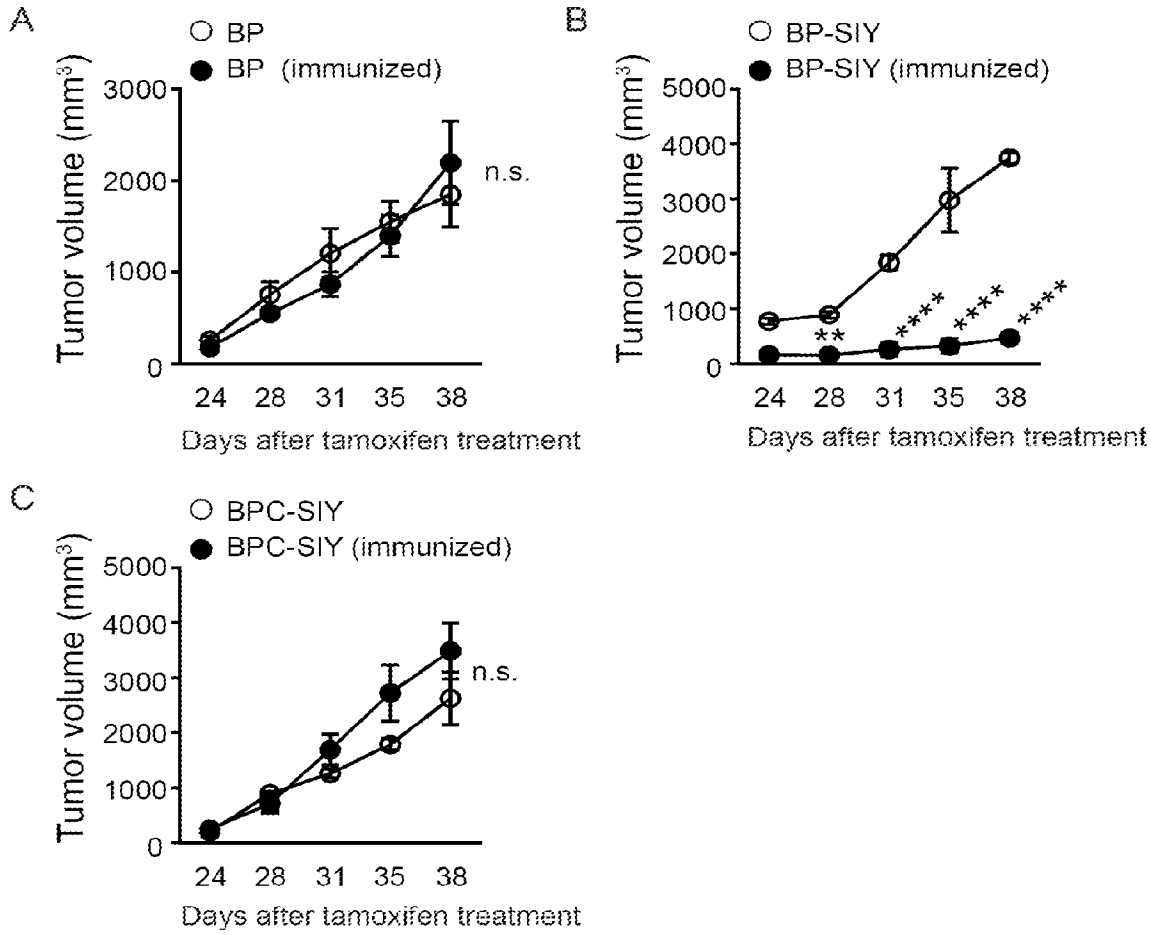 A
BP
BP (immunized)
Tumor volume (mm³)
3000
2000
1000
0
n.s.
24 28 31 35 38
Days after tamoxifen treatment
B
BP-SIY
BP-SIY (immunized)
Tumor volume (mm³)
5000
4000
3000
2000
1000
0
**
****
****
****
24 28 31 35 38
Days after tamoxifen treatment
C
BPC-SIY
BPC-SIY (immunized)
Tumor volume (mm³)
5000
4000
3000
2000
1000
0
n.s.
24 28 31 35 38
Days after tamoxifen treatment